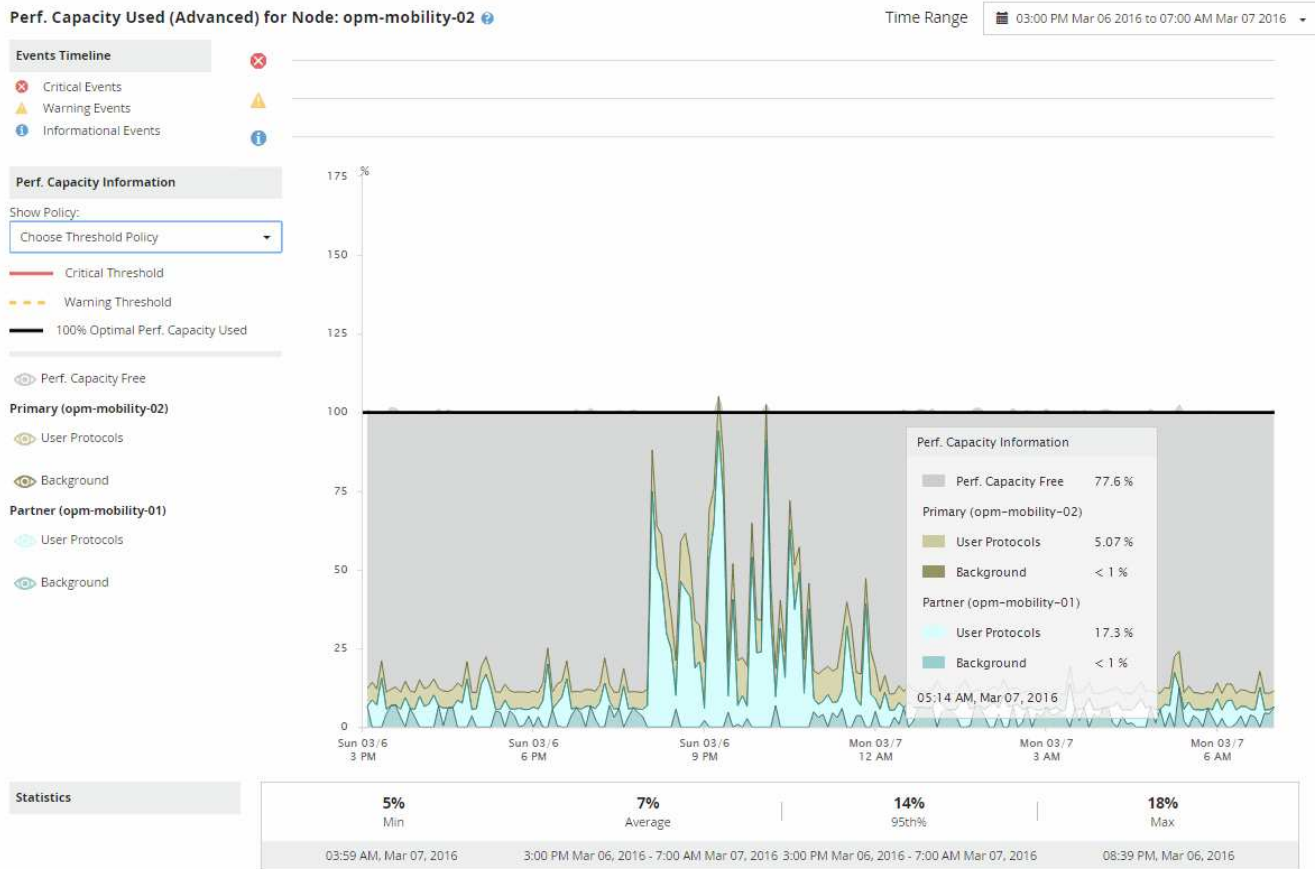 Perf. Capacity Used (Advanced) for Node: opm-mobility-02 ?
Time Range 03:00 PM Mar 06 2016 to 07:00 AM Mar 07 2016
Events Timeline
Critical Events
Warning Events
Informational Events
Perf. Capacity Information
Show Policy:
Choose Threshold Policy
Critical Threshold
Warning Threshold
100% Optimal Perf. Capacity Used
Perf. Capacity Free
Primary (opm-mobility-02)
User Protocols
Background
Partner (opm-mobility-01)
User Protocols
Background
%
175
150
125
100
75
50
25
0
Sun 03/6 Sun 03/6 Sun 03/6 Mon 03/7 Mon 03/7 Mon 03/7
3 PM 6 PM 9 PM 12 AM 3 AM 6 AM
Perf. Capacity Information
Perf. Capacity Free 77.6 %
Primary (opm-mobility-02)
User Protocols 5.07 %
Background < 1 %
Partner (opm-mobility-01)
User Protocols 17.3 %
Background < 1 %
05:14 AM, Mar 07, 2016
Statistics
5% 7% 14% 18%
Min Average 95th% Max
03:59 AM, Mar 07, 2016 3:00 PM Mar 06, 2016 - 7:00 AM Mar 07, 2016 3:00 PM Mar 06, 2016 - 7:00 AM Mar 07, 2016 08:39 PM, Mar 06, 2016